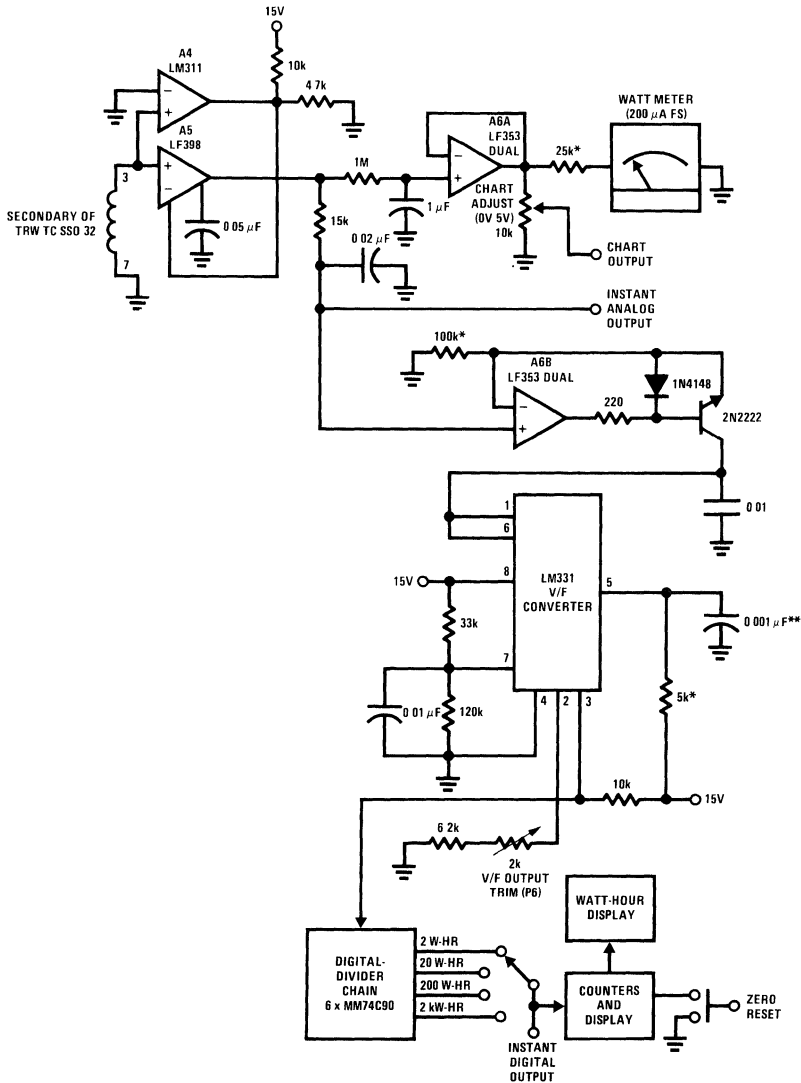 15V
A4
LM311
10k
4 7k
−
+
A5
LF398
+
−
3
7
SECONDARY OF
TRW TC SSO 32
0 05 µF
1M
15k
1 µF
0 02 µF
A6A
LF353
DUAL
−
+
25k*
WATT METER
(200 µA FS)
CHART
ADJUST
(0V 5V)
10k
CHART
OUTPUT
INSTANT
ANALOG
OUTPUT
100k*
A6B
LF353 DUAL
−
+
220
1N4148
2N2222
0 01
1
6
8
7
LM331
V/F
CONVERTER
5
4
2
3
15V
33k
0 01 µF
120k
0 001 µF**
5k*
10k
15V
6 2k
2k
V/F OUTPUT
TRIM (P6)
DIGITAL-
DIVIDER
CHAIN
6 x MM74C90
2 W-HR
20 W-HR
200 W-HR
2 kW-HR
INSTANT
DIGITAL
OUTPUT
WATT-HOUR
DISPLAY
COUNTERS
AND
DISPLAY
ZERO
RESET